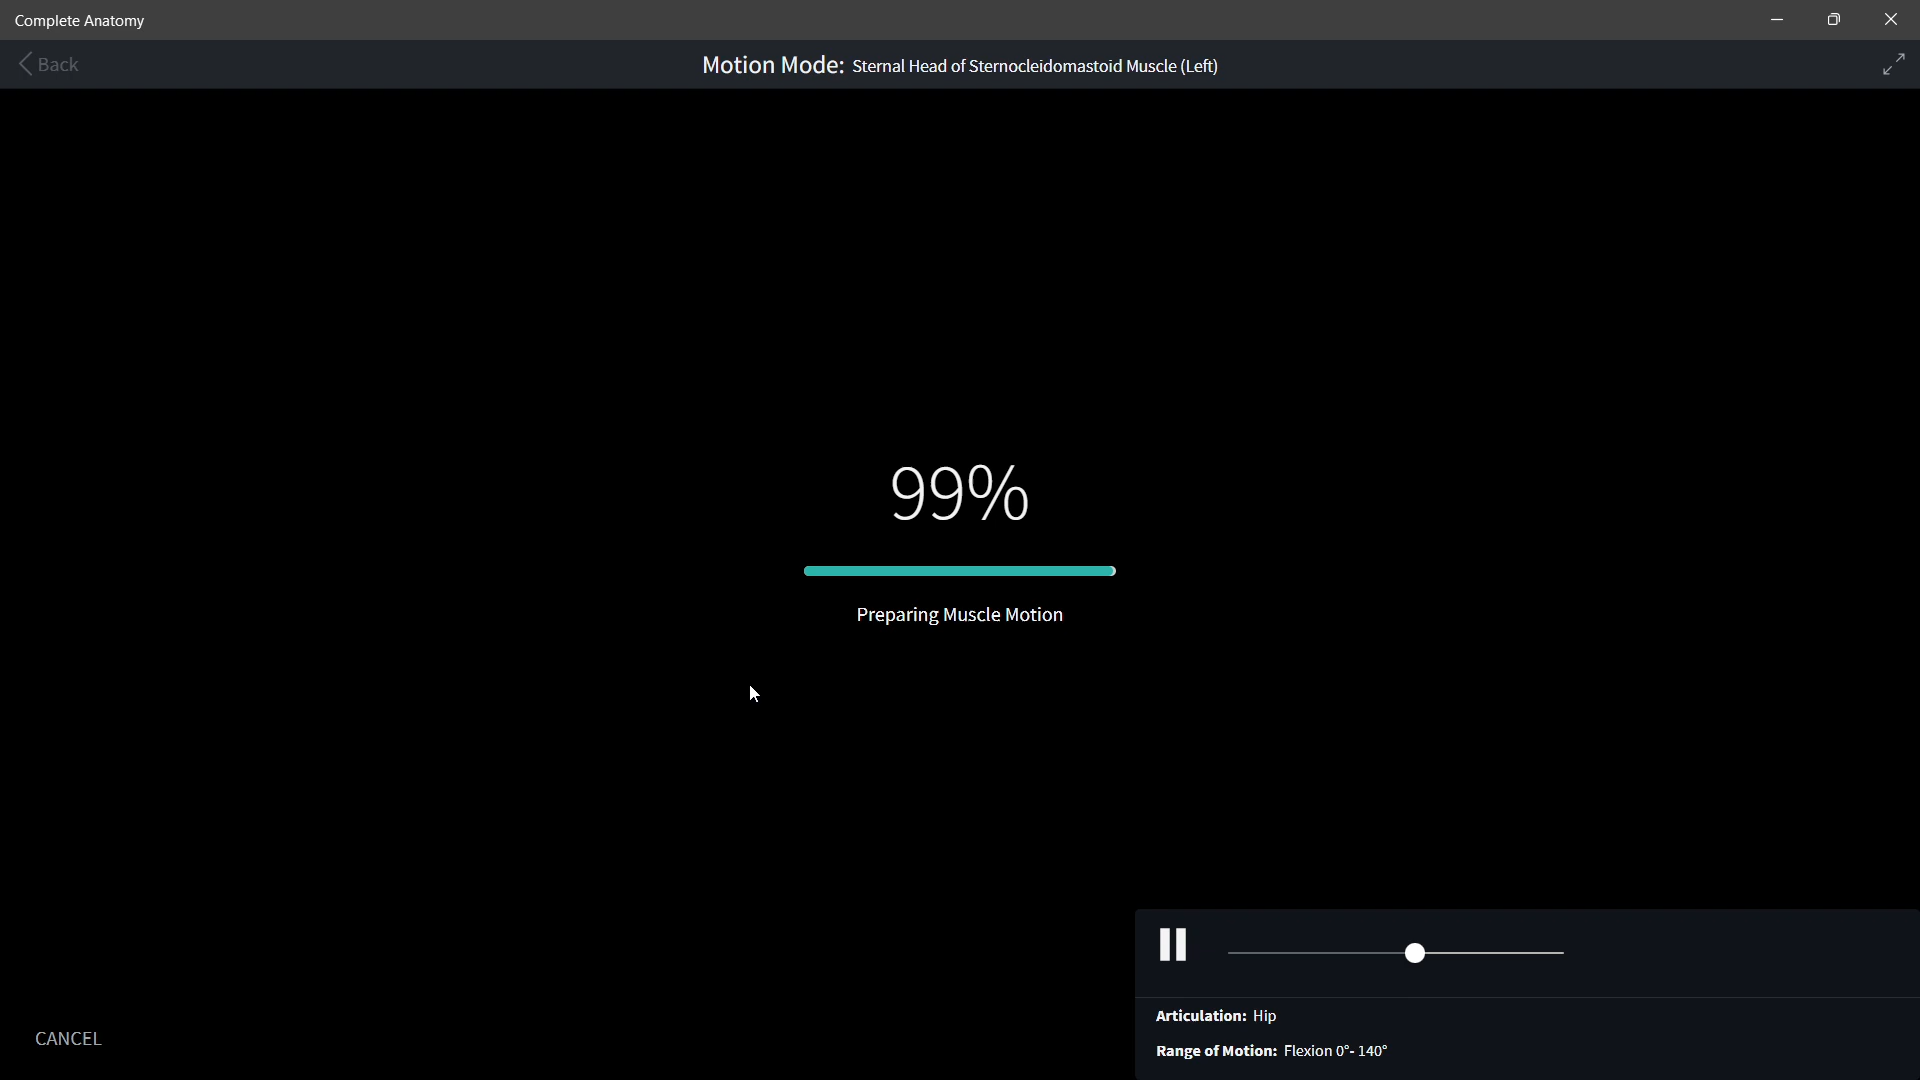 Complete Anatomy
Back
Motion Mode: Sternal Head of Sternocleidomastoid Muscle (Left)
99%
Preparing Muscle Motion
Articulation: Hip
CANCEL
Range of Motion: Flexion 0°- 140°